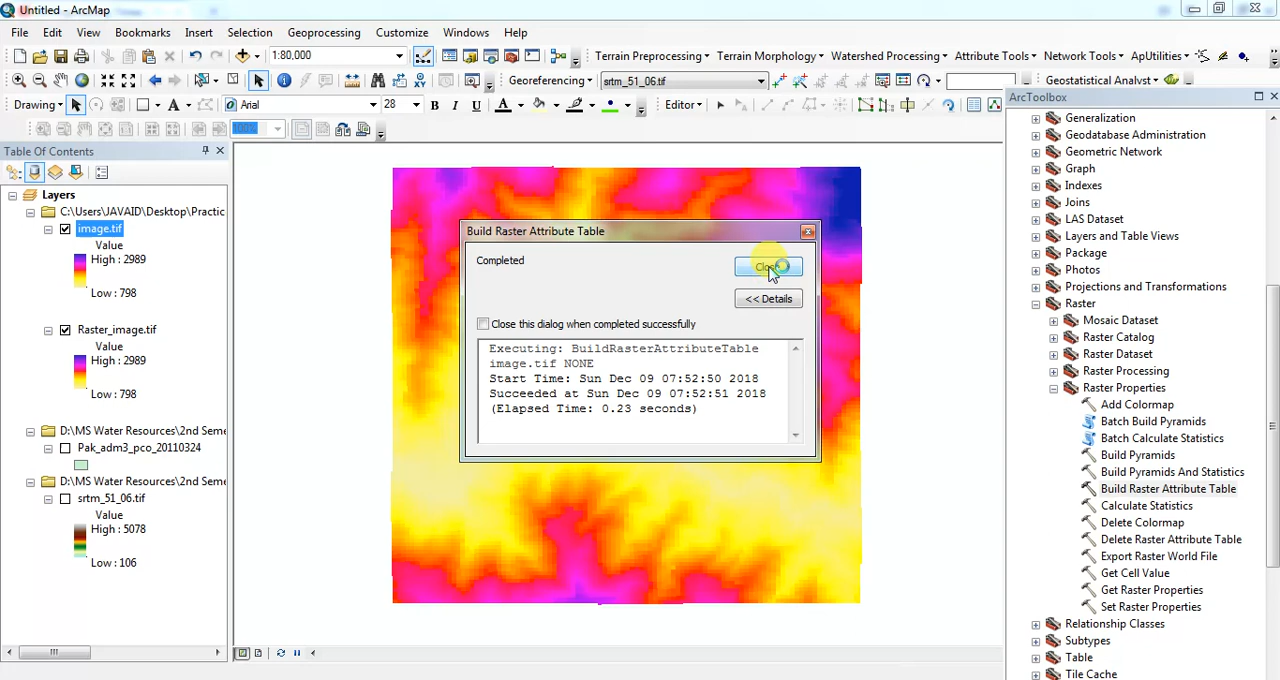 Untitled - ArcMap
File Edit View Bookmarks Insert Selection Geoprocessing Customize Windows Help
1:80,000 Terrain Preprocessing Terrain Morphology Watershed Processing Attribute Tools Network Tools ApUtilities
Georeferencing srtm_51_06.tif Geostatistical Analyst
Drawing A Arial 28 B I U A Editor
100%
Table Of Contents
Layers
C:\Users\JAVAID\Desktop\Practic
image.tif
Value
High : 2989
Low : 798
Raster_image.tif
Value
High : 2989
Low : 798
D:\MS Water Resources\2nd Seme
Pak_adm3_pco_20110324
D:\MS Water Resources\2nd Seme
srtm_51_06.tif
Value
High : 5078
Low : 106
Build Raster Attribute Table
Completed
Close
<< Details
Close this dialog when completed successfully
Executing: BuildRasterAttributeTable
image.tif NONE
Start Time: Sun Dec 09 07:52:50 2018
Succeeded at Sun Dec 09 07:52:51 2018
(Elapsed Time: 0.23 seconds)
ArcToolbox
Generalization
Geodatabase Administration
Geometric Network
Graph
Indexes
Joins
LAS Dataset
Layers and Table Views
Package
Photos
Projections and Transformations
Raster
Mosaic Dataset
Raster Catalog
Raster Dataset
Raster Processing
Raster Properties
Add Colormap
Batch Build Pyramids
Batch Calculate Statistics
Build Pyramids
Build Pyramids And Statistics
Build Raster Attribute Table
Calculate Statistics
Delete Colormap
Delete Raster Attribute Table
Export Raster World File
Get Cell Value
Get Raster Properties
Set Raster Properties
Relationship Classes
Subtypes
Table
Tile Cache